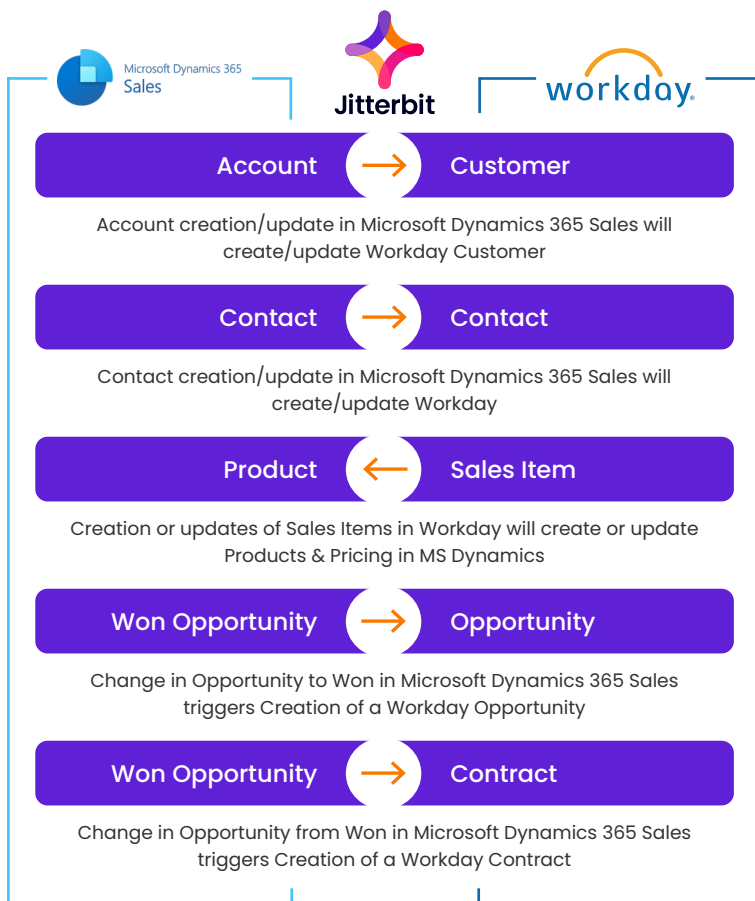 Microsoft Dynamics 365
Sales
Jitterbit
workday.®
Account Customer
Account creation/update in Microsoft Dynamics 365 Sales will
create/update Workday Customer
Contact Contact
Contact creation/update in Microsoft Dynamics 365 Sales will
create/update Workday
Product Sales Item
Creation or updates of Sales Items in Workday will create or update
Products & Pricing in MS Dynamics
Won Opportunity Opportunity
Change in Opportunity to Won in Microsoft Dynamics 365 Sales
triggers Creation of a Workday Opportunity
Won Opportunity Contract
Change in Opportunity from Won in Microsoft Dynamics 365 Sales
triggers Creation of a Workday Contract